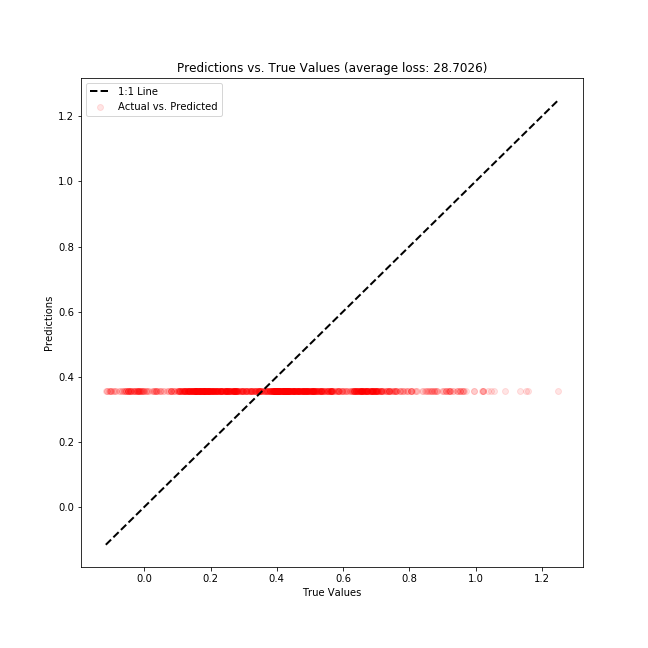 Predictions vs. True Values (average loss: 28.7026)
1:1 Line
Actual vs. Predicted
1.2
1.0
0.8
0.6
0.4
0.2
0.0
Predictions
0.0 0.2 0.4 0.6 0.8 1.0 1.2
True Values